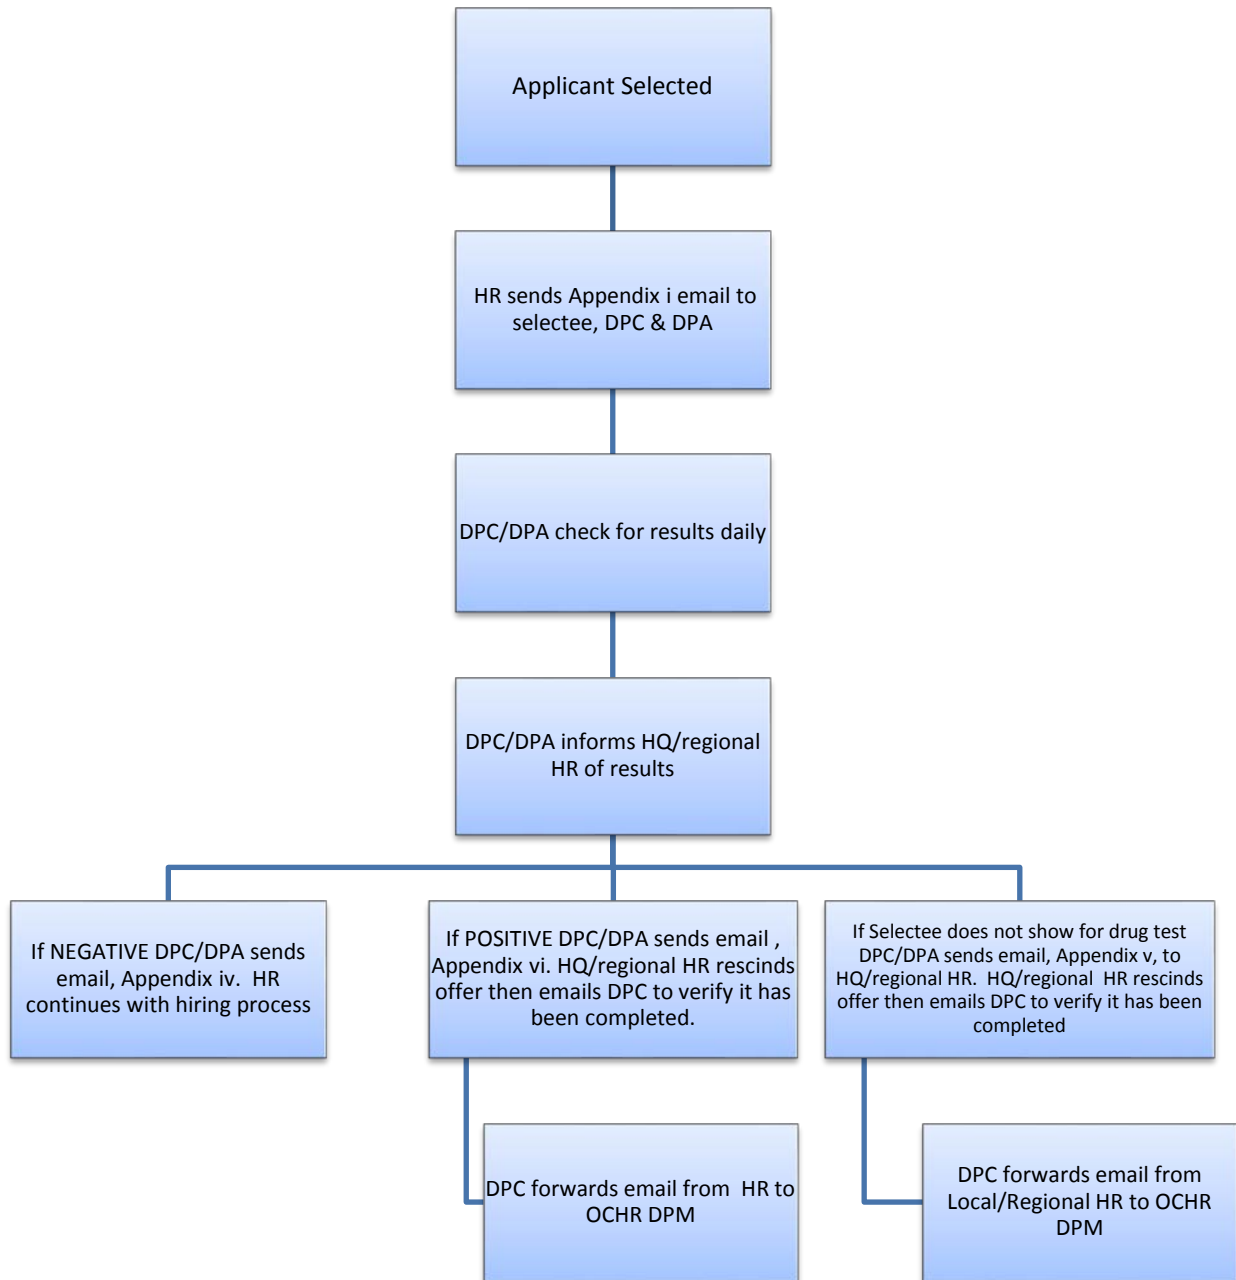 Applicant Selected
HR sends Appendix i email to
selectee, DPC & DPA
DPC/DPA check for results daily
DPC/DPA informs HQ/regional
HR of results
If NEGATIVE DPC/DPA sends
email, Appendix iv.  HR
continues with hiring process
If POSITIVE DPC/DPA sends email ,
Appendix vi. HQ/regional HR rescinds
offer then emails DPC to verify it has
been completed.
If Selectee does not show for drug test
DPC/DPA sends email, Appendix v, to
HQ/regional HR.  HQ/regional  HR rescinds
offer then emails DPC to verify it has been
completed
DPC forwards email from  HR to
OCHR DPM
DPC forwards email from
Local/Regional HR to OCHR
DPM